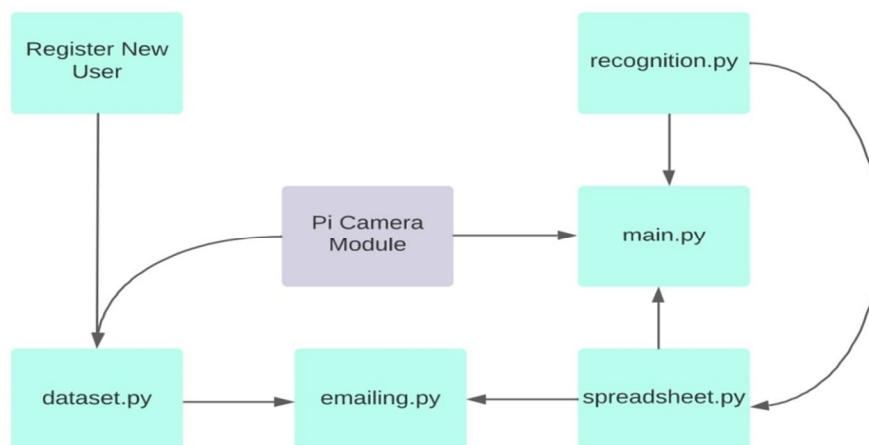 Register New
User
recognition.py
Pi Camera
Module
main.py
dataset.py
emailing.py
spreadsheet.py